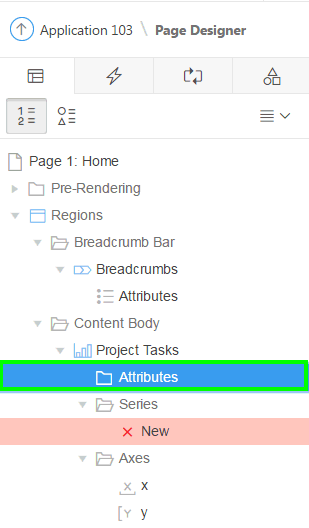 Application 103 \ Page Designer
Page 1: Home
Pre-Rendering
Regions
Breadcrumb Bar
Breadcrumbs
Attributes
Content Body
Project Tasks
Attributes
Series
New
Axes
x
y